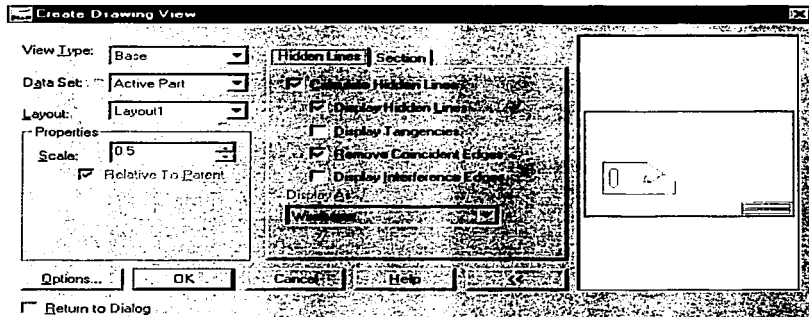 Create Drawing View
View Type: Base
Data Set: Active Part
Layout: Layout1
Properties
Scale: 0.5
Relative To Parent
Hidden Lines Section
Calculate Hidden Lines
Display Hidden Lines
Display Tangencies
Remove Coincident Edges
Display Interference Edges
Display As:
Wireframe
Options... OK Cancel Help <<
Return to Dialog